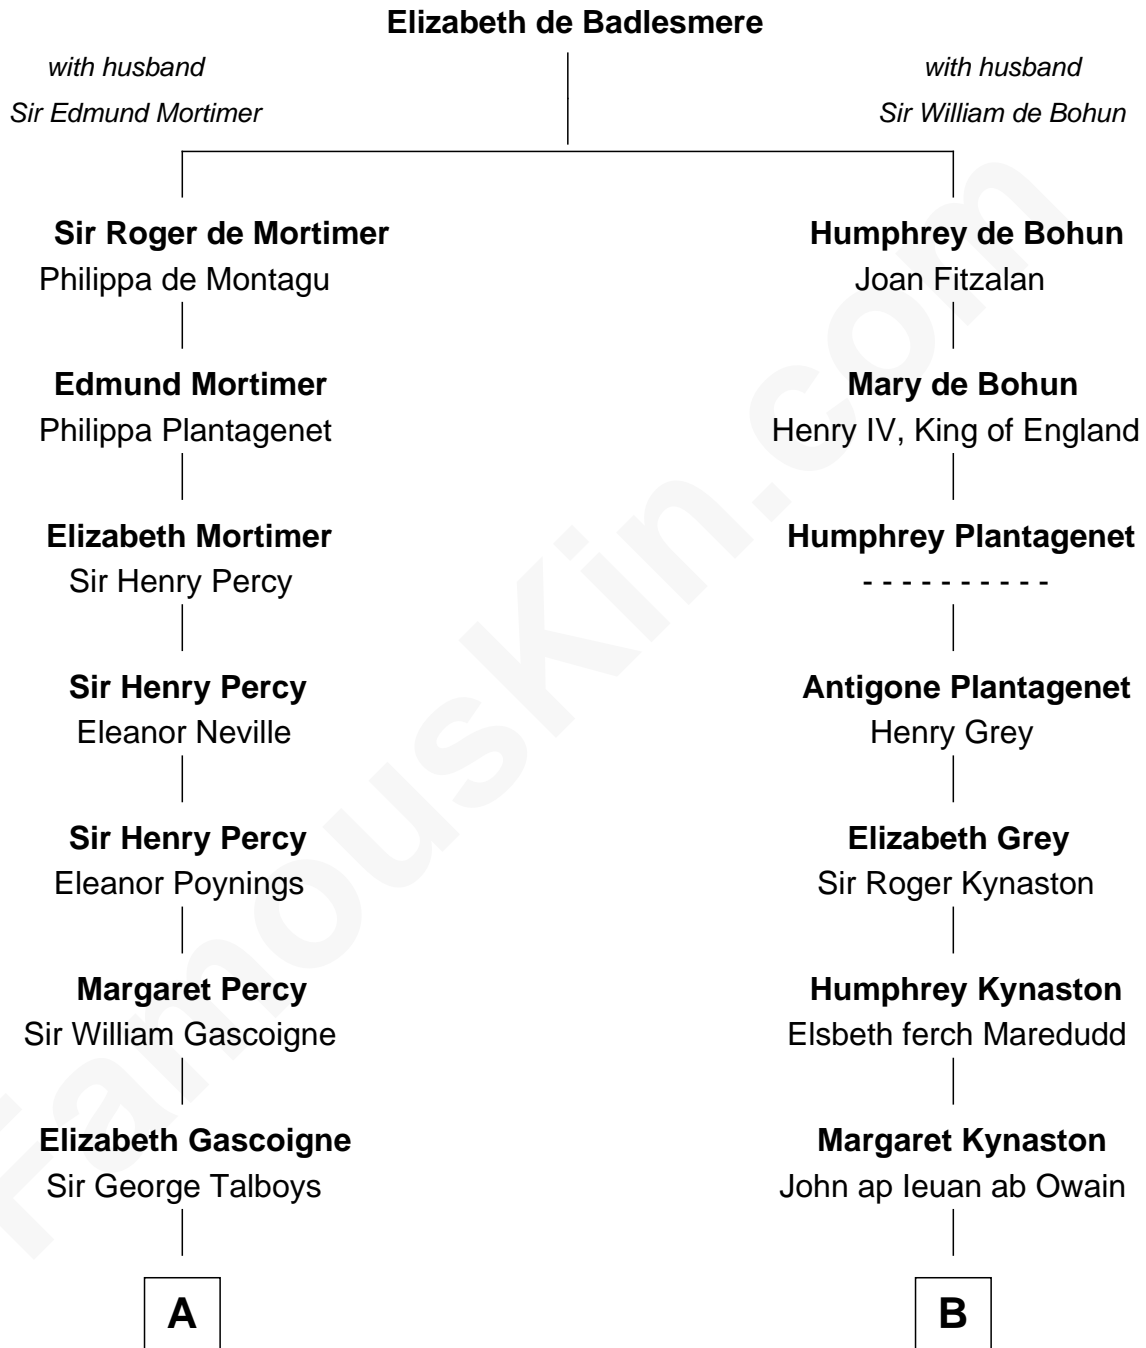 Elizabeth de Badlesmere
with husband
Sir Edmund Mortimer
with husband
Sir William de Bohun
Sir Roger de Mortimer
Philippa de Montagu
Humphrey de Bohun
Joan Fitzalan
Edmund Mortimer
Philippa Plantagenet
Mary de Bohun
Henry IV, King of England
Elizabeth Mortimer
Sir Henry Percy
Humphrey Plantagenet
- - - - - - - - - -
Sir Henry Percy
Eleanor Neville
Antigone Plantagenet
Henry Grey
Sir Henry Percy
Eleanor Poynings
Elizabeth Grey
Sir Roger Kynaston
Margaret Percy
Sir William Gascoigne
Humphrey Kynaston
Elsbeth ferch Maredudd
Elizabeth Gascoigne
Sir George Talboys
Margaret Kynaston
John ap Ieuan ab Owain
A
B
FamousKin.com